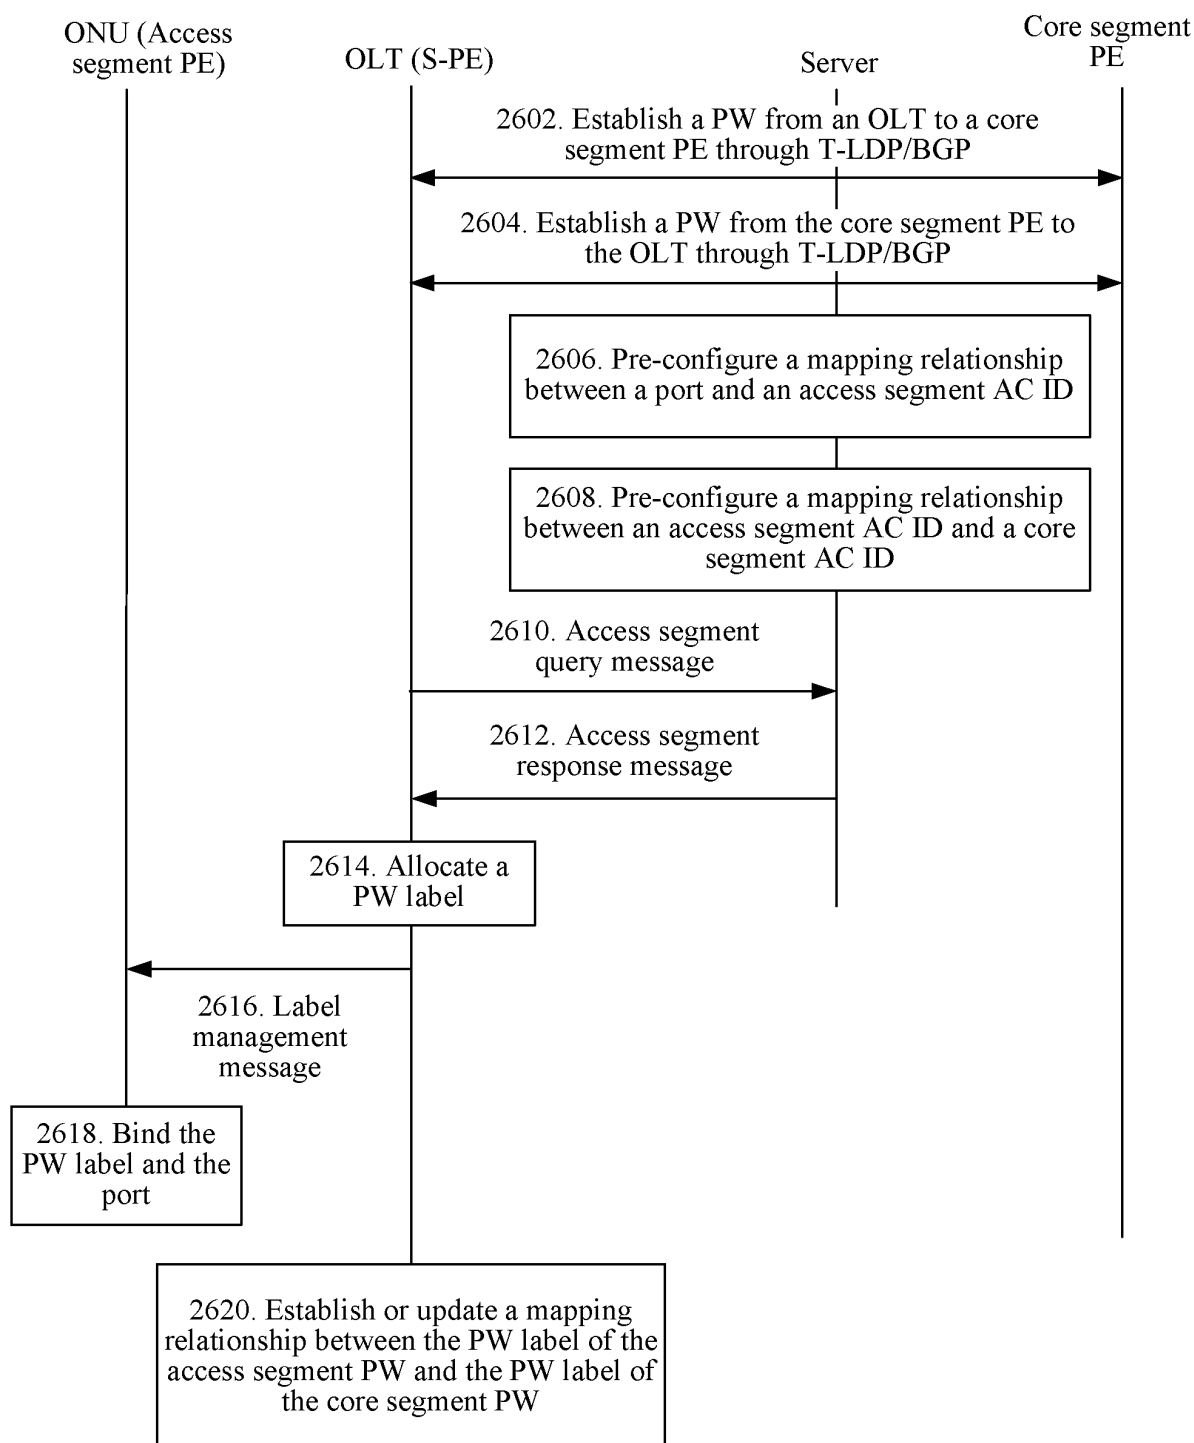 ONU (Access
segment PE)
OLT (S-PE)
Server
Core segment
PE
2602. Establish a PW from an OLT to a core
segment PE through T-LDP/BGP
2604. Establish a PW from the core segment PE to
the OLT through T-LDP/BGP
2606. Pre-configure a mapping relationship
between a port and an access segment AC ID
2608. Pre-configure a mapping relationship
between an access segment AC ID and a core
segment AC ID
2610. Access segment
query message
2612. Access segment
response message
2614. Allocate a
PW label
2616. Label
management
message
2618. Bind the
PW label and the
port
2620. Establish or update a mapping
relationship between the PW label of the
access segment PW and the PW label of
the core segment PW